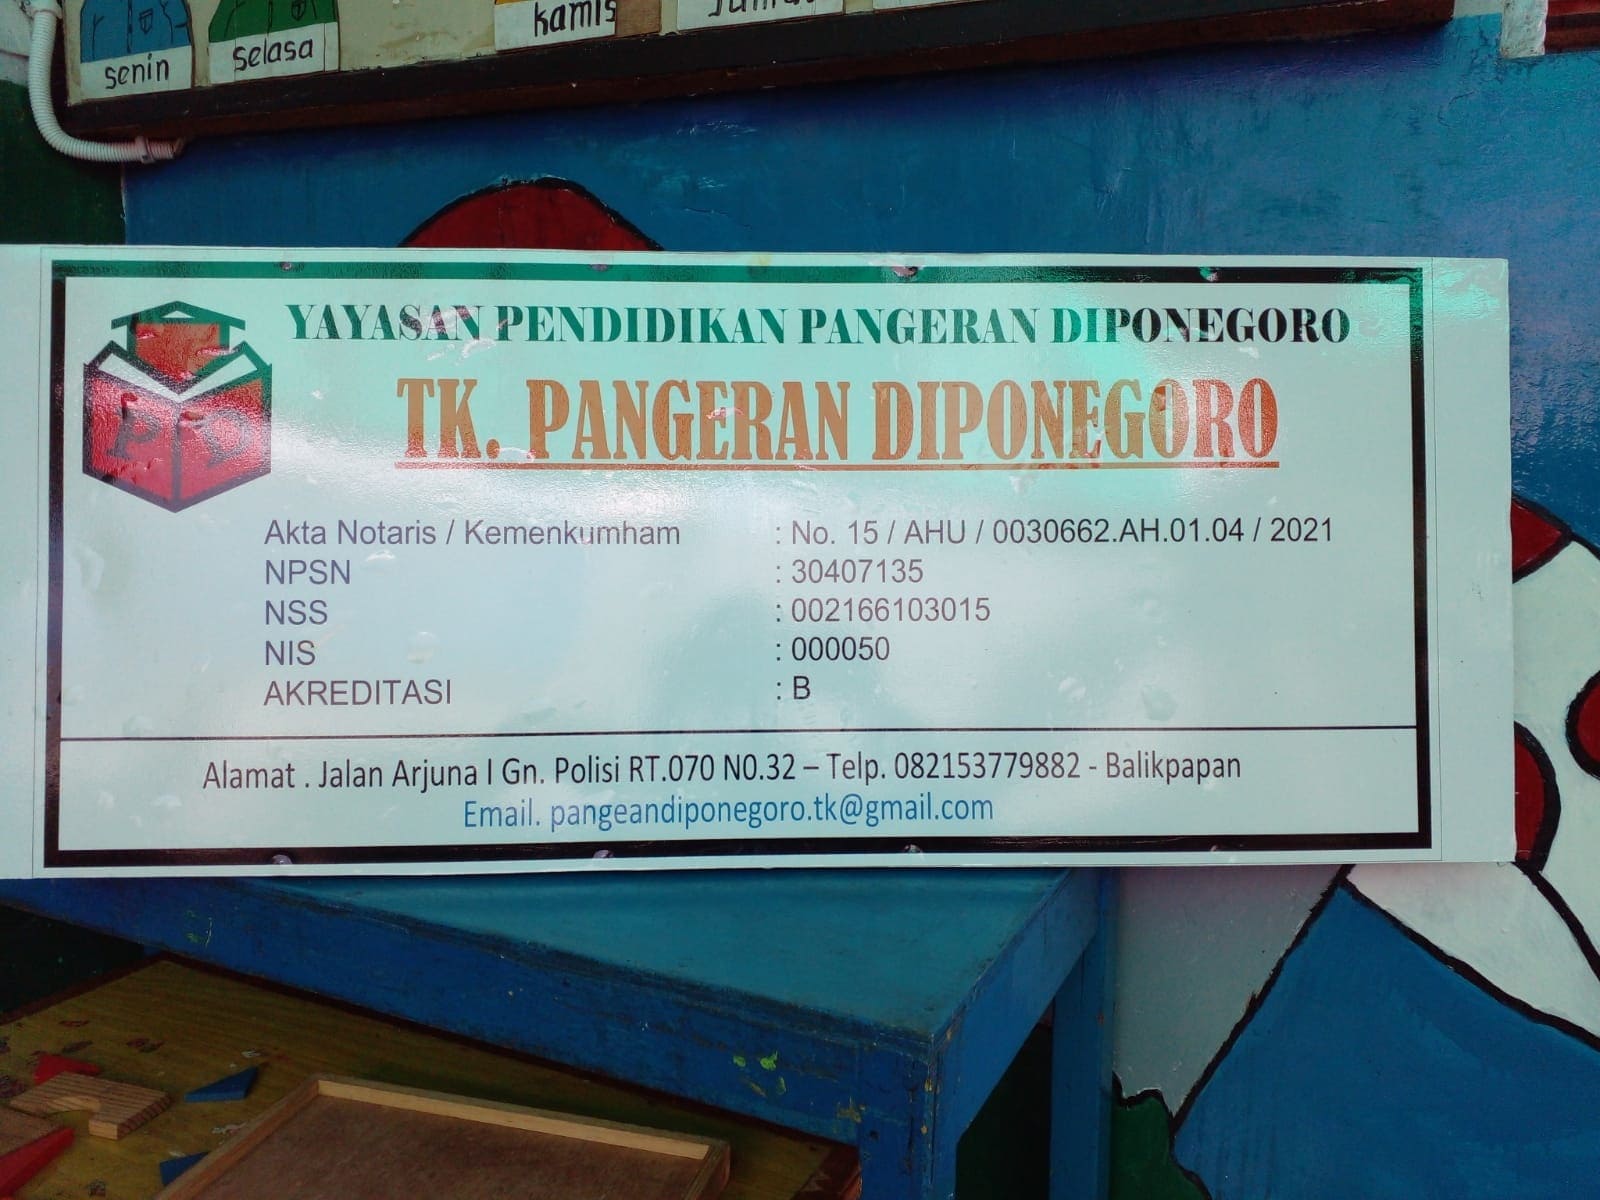 senin
selasa
kamis
YAYASAN PENDIDIKAN PANGERAN DIPONEGORO
TK. PANGERAN DIPONEGORO
PD
Akta Notaris / Kemenkumham : No. 15 / AHU / 0030662.AH.01.04 / 2021
NPSN : 30407135
NSS : 002166103015
NIS : 000050
AKREDITASI : B
Alamat . Jalan Arjuna I Gn. Polisi RT.070 N0.32 – Telp. 082153779882 - Balikpapan
Email. pangeandiponegoro.tk@gmail.com